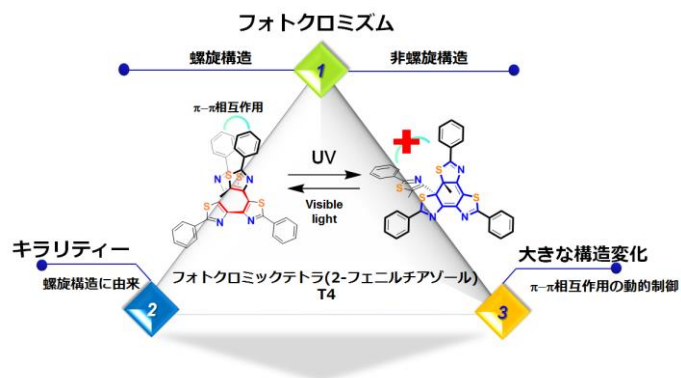 フォトクロミズム
螺旋構造
1
非螺旋構造
π–π相互作用
UV
Visible
light
S
S
N
N
S
S
N
N
S
N
S
N
S
N
S
N
キラリティー
螺旋構造に由来
2
フォトクロミックテトラ(2-フェニルチアゾール)
T4
大きな構造変化
π–π相互作用の動的制御
3